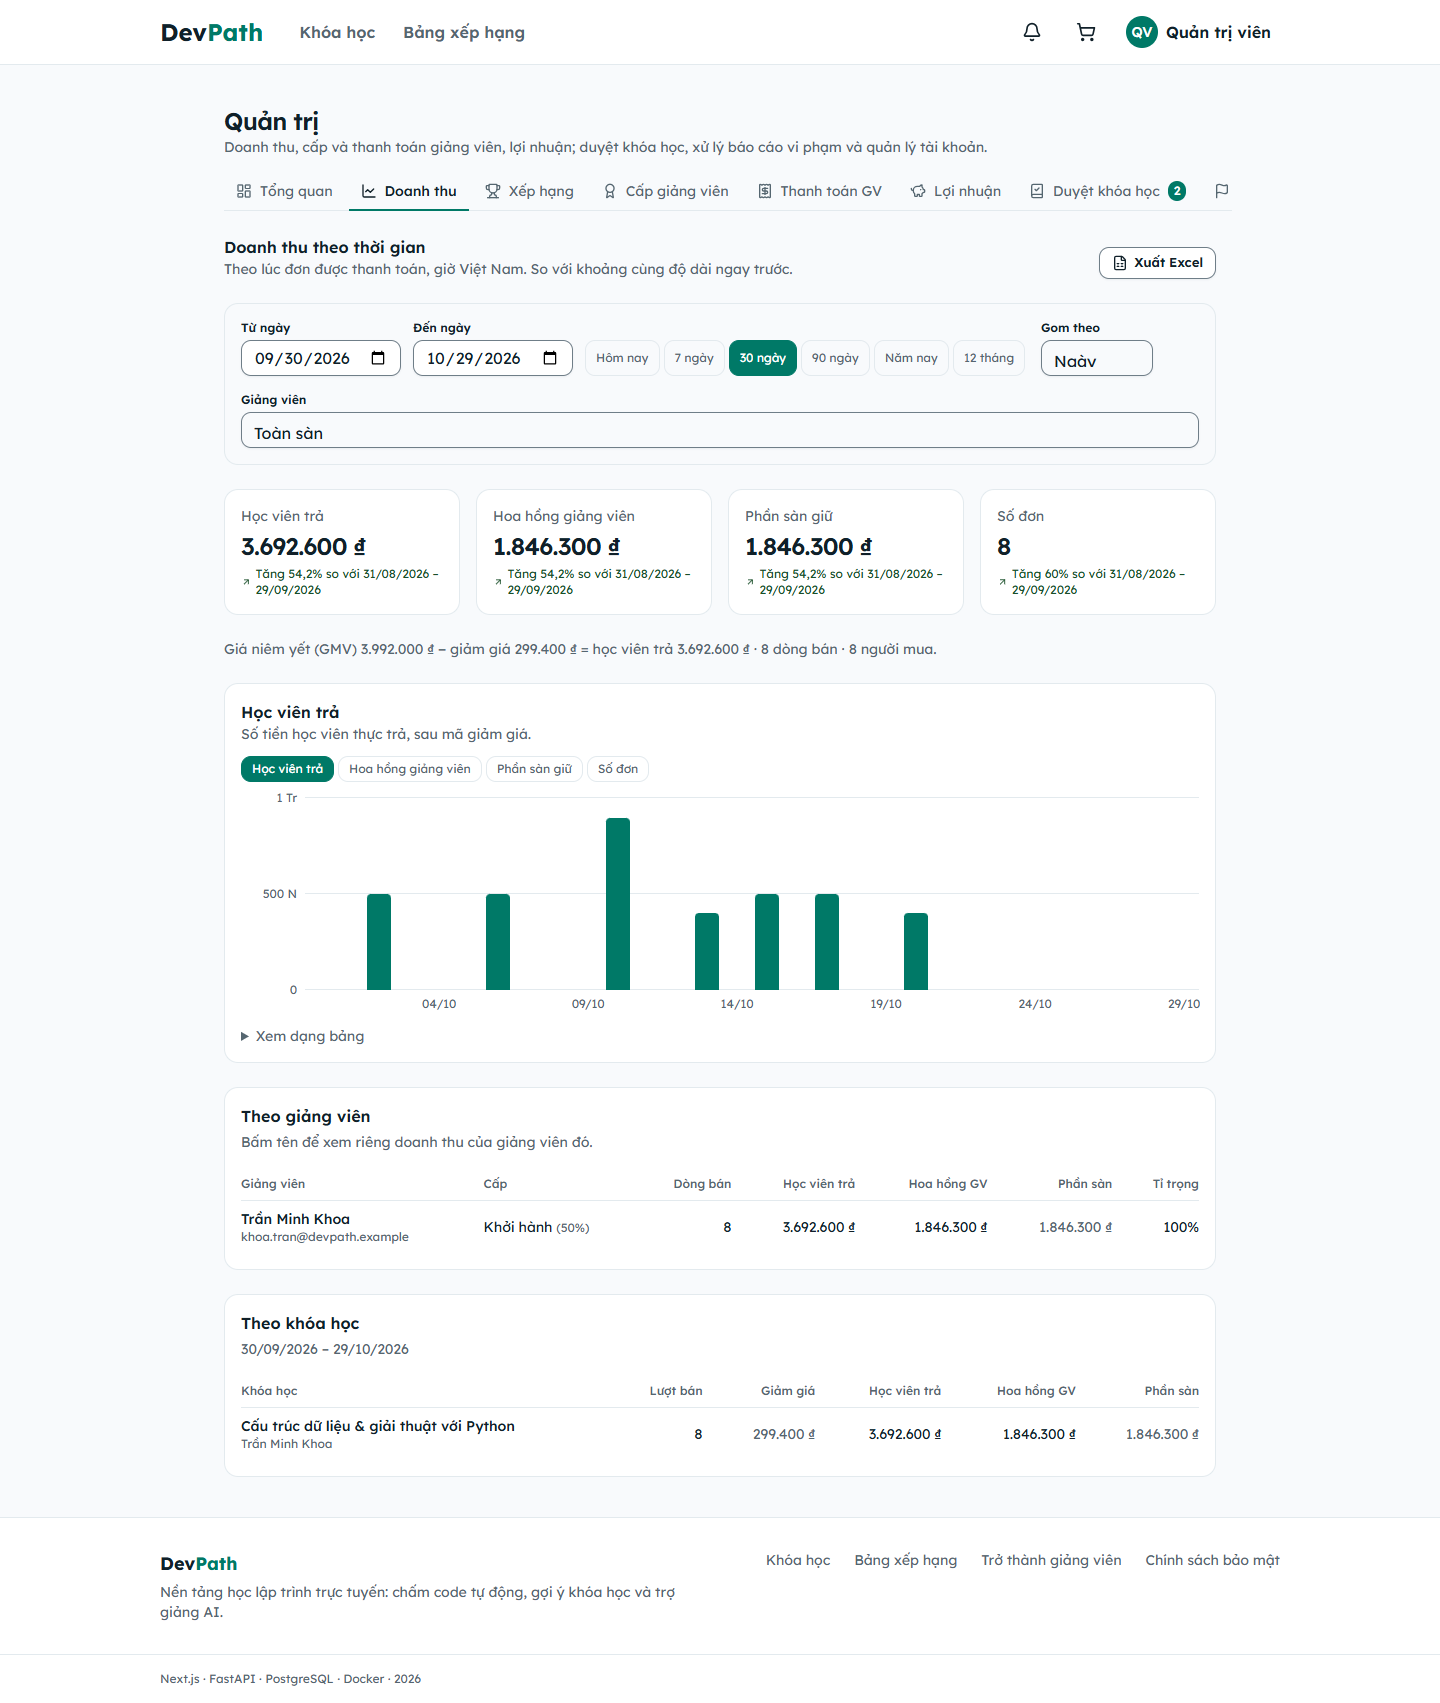 DevPath
Khóa học
Bảng xếp hạng
QV
Quản trị viên
Quản trị
Doanh thu, cấp và thanh toán giảng viên, lợi nhuận; duyệt khóa học, xử lý báo cáo vi phạm và quản lý tài khoản.
Tổng quan
Doanh thu
Xếp hạng
Cấp giảng viên
Thanh toán GV
Lợi nhuận
Duyệt khóa học 2
Doanh thu theo thời gian
Theo lúc đơn được thanh toán, giờ Việt Nam. So với khoảng cùng độ dài ngay trước.
Xuất Excel
Từ ngày
Đến ngày
Gom theo
09/30/2026
10/29/2026
Hôm nay
7 ngày
30 ngày
90 ngày
Năm nay
12 tháng
Ngày
Giảng viên
Toàn sàn
Học viên trả
3.692.600 ₫
Tăng 54,2% so với 31/08/2026 –
29/09/2026
Hoa hồng giảng viên
1.846.300 ₫
Tăng 54,2% so với 31/08/2026 –
29/09/2026
Phần sàn giữ
1.846.300 ₫
Tăng 54,2% so với 31/08/2026 –
29/09/2026
Số đơn
8
Tăng 60% so với 31/08/2026 –
29/09/2026
Giá niêm yết (GMV) 3.992.000 ₫ − giảm giá 299.400 ₫ = học viên trả 3.692.600 ₫ · 8 dòng bán · 8 người mua.
Học viên trả
Số tiền học viên thực trả, sau mã giảm giá.
Học viên trả
Hoa hồng giảng viên
Phần sàn giữ
Số đơn
1 Tr
500 N
0
04/10
09/10
14/10
19/10
24/10
29/10
Xem dạng bảng
Theo giảng viên
Bấm tên để xem riêng doanh thu của giảng viên đó.
Giảng viên Cấp Dòng bán Học viên trả Hoa hồng GV Phần sàn Tỉ trọng
Trần Minh Khoa
khoa.tran@devpath.example
Khởi hành (50%) 8 3.692.600 ₫ 1.846.300 ₫ 1.846.300 ₫ 100%
Theo khóa học
30/09/2026 – 29/10/2026
Khóa học Lượt bán Giảm giá Học viên trả Hoa hồng GV Phần sàn
Cấu trúc dữ liệu & giải thuật với Python
Trần Minh Khoa
8 299.400 ₫ 3.692.600 ₫ 1.846.300 ₫ 1.846.300 ₫
DevPath
Nền tảng học lập trình trực tuyến: chấm code tự động, gợi ý khóa học và trợ
giảng AI.
Khóa học
Bảng xếp hạng
Trở thành giảng viên
Chính sách bảo mật
Next.js · FastAPI · PostgreSQL · Docker · 2026